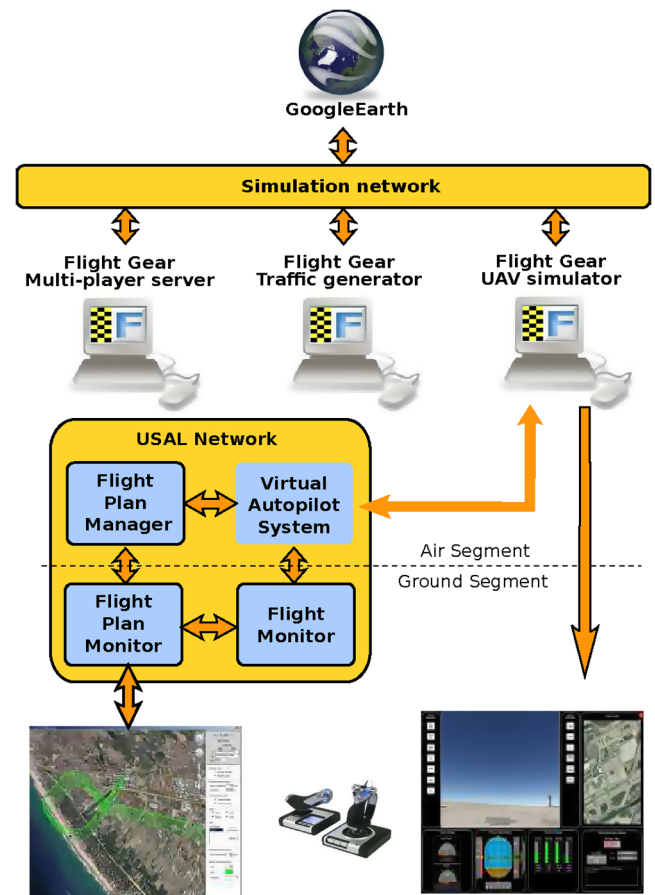 GoogleEarth
Simulation network
Flight Gear
Multi-player server
Flight Gear
Traffic generator
Flight Gear
UAV simulator
F
F
F
USAL Network
Flight
Plan
Manager
Virtual
Autopilot
System
Air Segment
Ground Segment
Flight
Plan
Monitor
Flight
Monitor